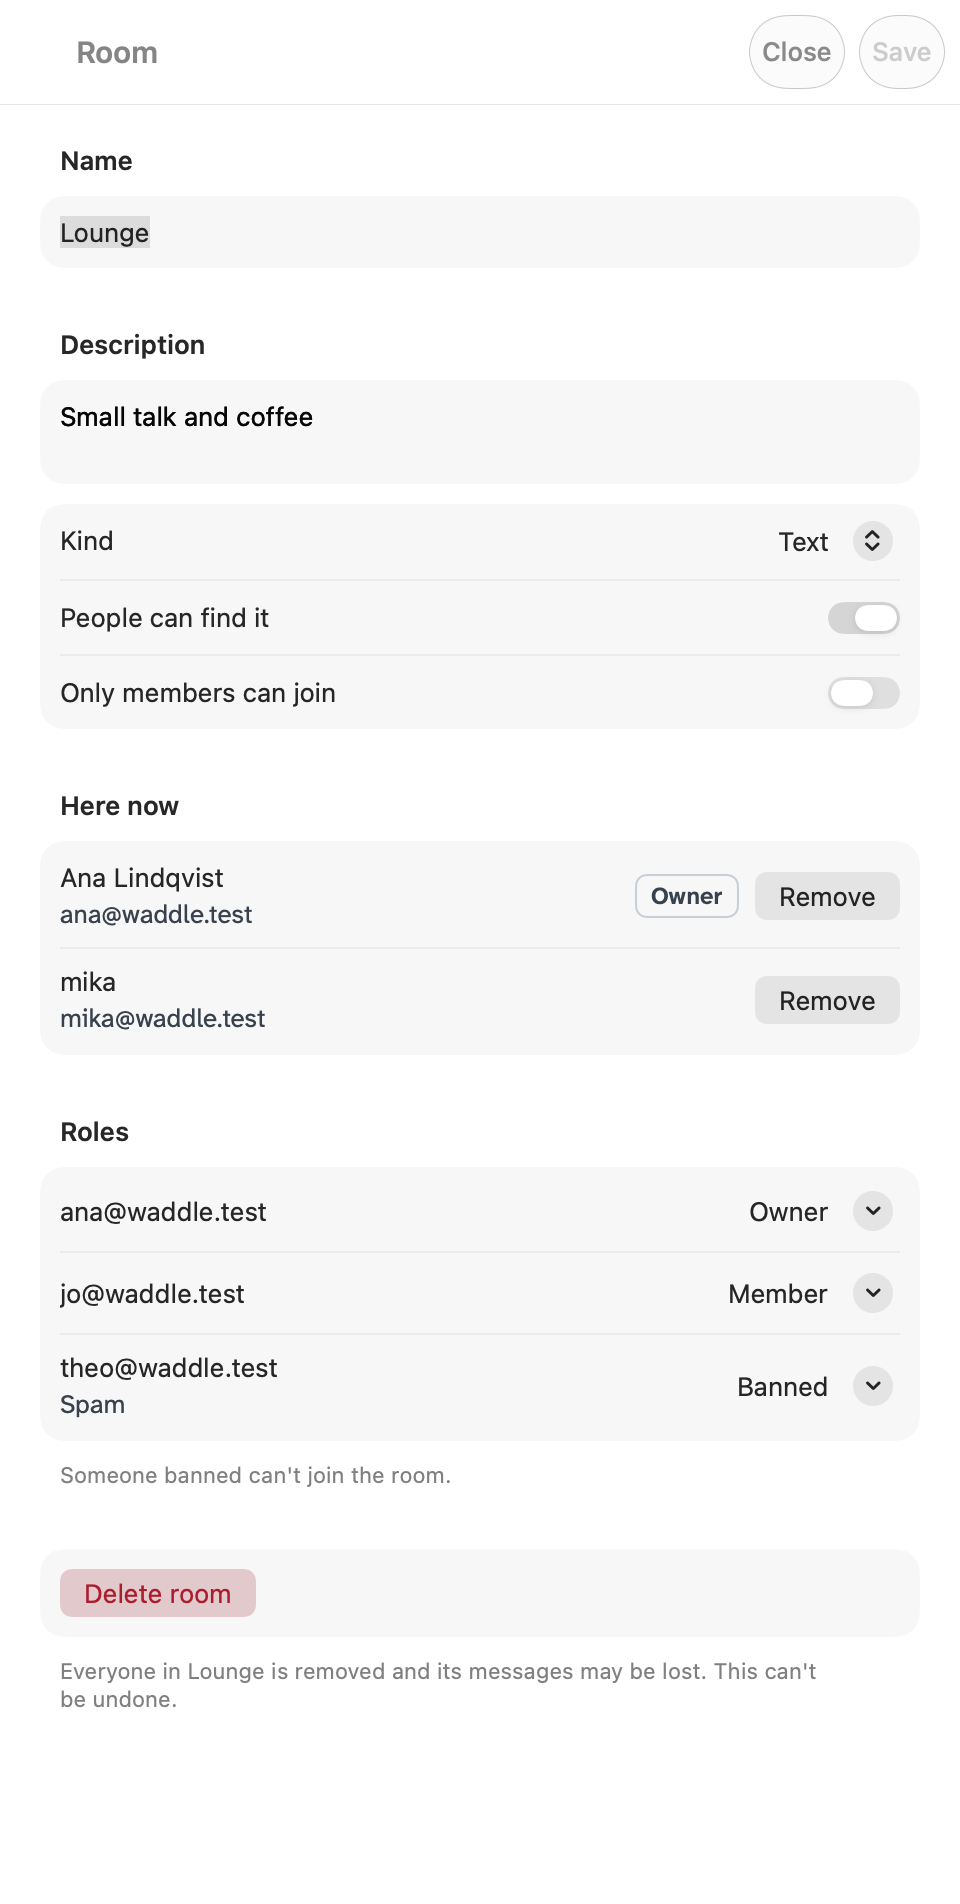 Room
Close
Save
Name
Lounge
Description
Small talk and coffee
Kind
Text
People can find it
Only members can join
Here now
Ana Lindqvist
ana@waddle.test
Owner
Remove
mika
mika@waddle.test
Remove
Roles
ana@waddle.test
Owner
jo@waddle.test
Member
theo@waddle.test
Spam
Banned
Someone banned can't join the room.
Delete room
Everyone in Lounge is removed and its messages may be lost. This can't
be undone.